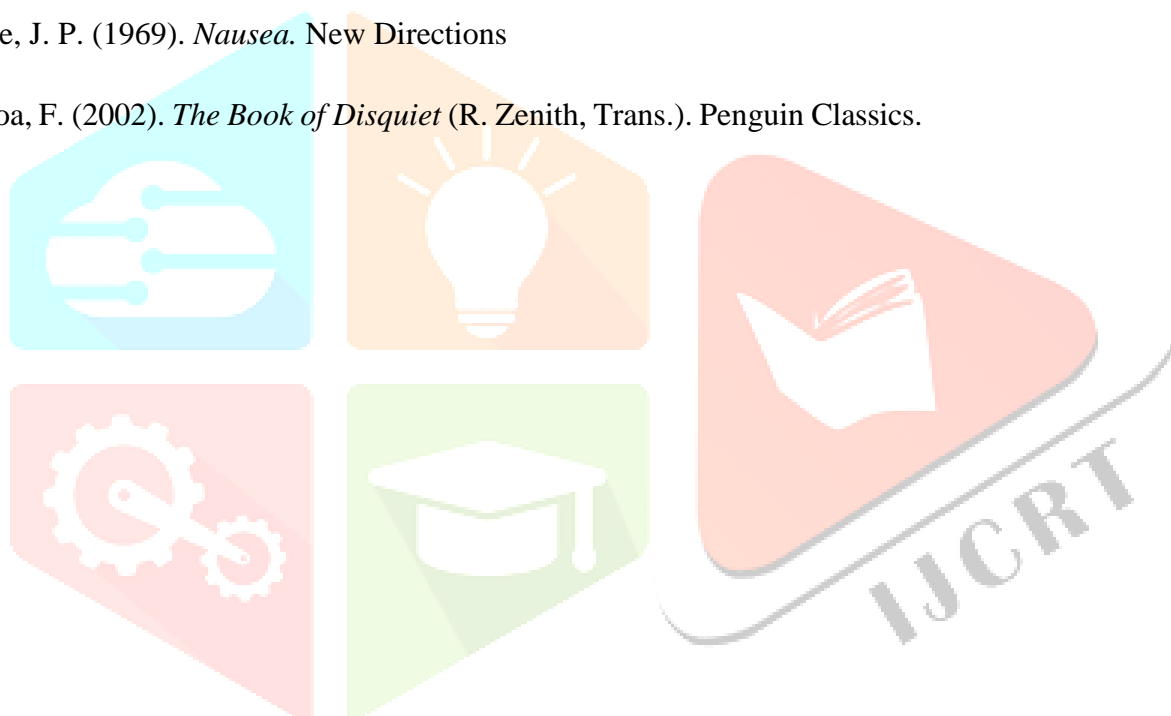 e, J. P. (1969). Nausea. New Directions
oa, F. (2002). The Book of Disquiet (R. Zenith, Trans.). Penguin Classics.
IJCRT